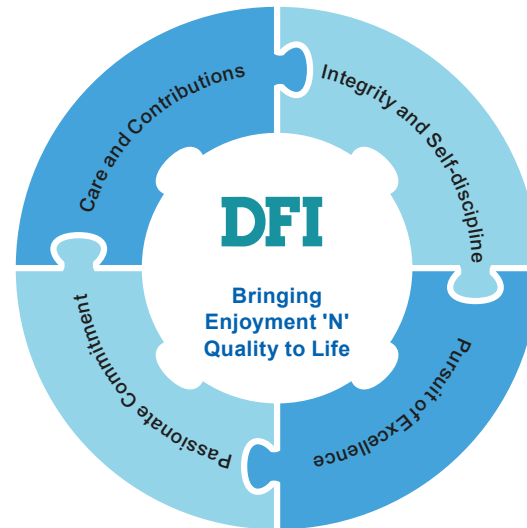 Care and Contributions
Integrity and Self-discipline
DFI
Bringing
Enjoyment 'N'
Quality to Life
Passionate Commitment
Pursuit of Excellence